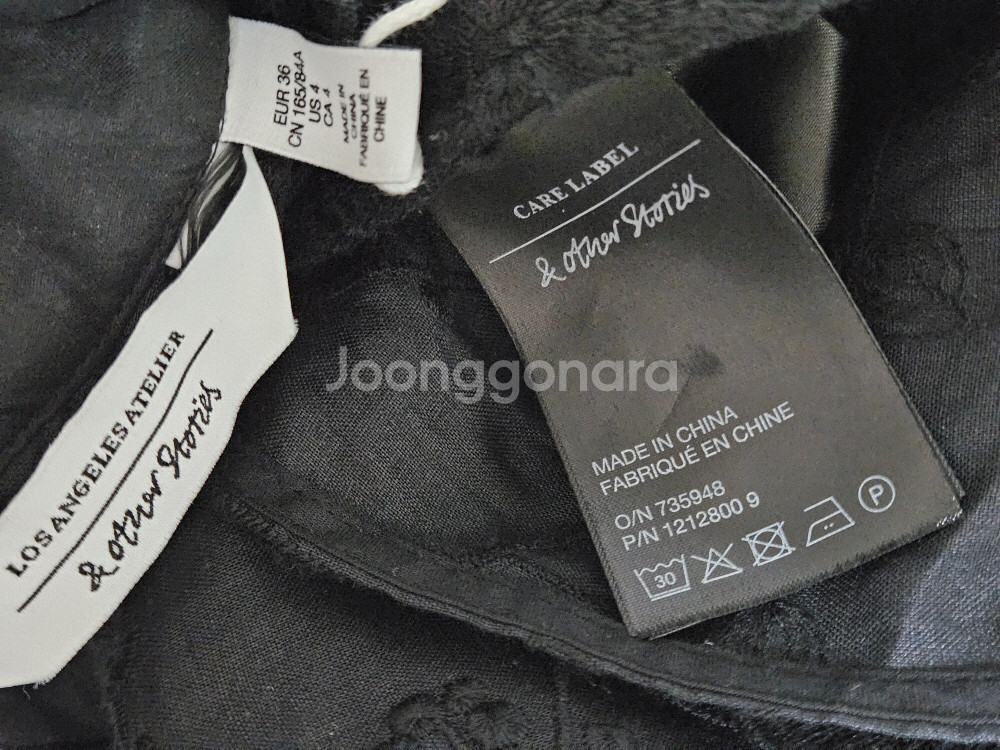 EUR 36
CN 165/84A
US 4
CA 4
MADE IN
CHINA
FABRIQUÉ EN
CHINE
LOS ANGELES ATELIER
& Other Stories
CARE LABEL
& Other Stories
MADE IN CHINA
FABRIQUÉ EN CHINE
O/N 735948
P/N 1212800 9
30
P
Joonggonara